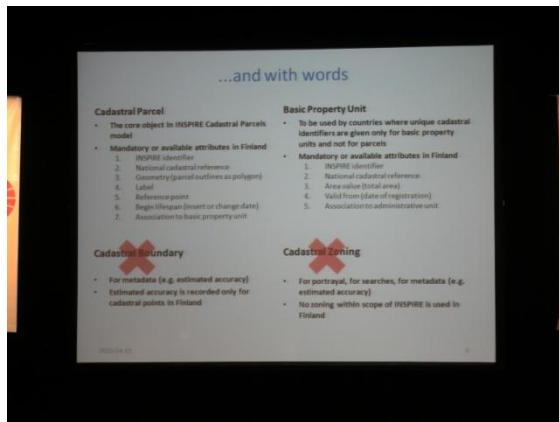 ...and with words
Cadastral Parcel
• The core object in INSPIRE Cadastral Parcels
model
• Mandatory or available attributes in Finland
1. INSPIRE identifier
2. National cadastral reference
3. Geometry (parcel outlines as polygon)
4. Label
5. Reference point
6. Begin lifespan (insert or change date)
7. Association to basic property unit
Basic Property Unit
• To be used by countries where unique cadastral
identifiers are given only for basic property
units and not for parcels
• Mandatory or available attributes in Finland
1. INSPIRE identifier
2. National cadastral reference
3. Area value (total area)
4. Valid from (date of registration)
5. Association to administrative unit
Cadastral Boundary
• For metadata (e.g. estimated accuracy)
• Estimated accuracy is recorded only for
cadastral points in Finland
Cadastral Zoning
• For portrayal, for searches, for metadata (e.g.
estimated accuracy)
• No zoning within scope of INSPIRE is used in
Finland